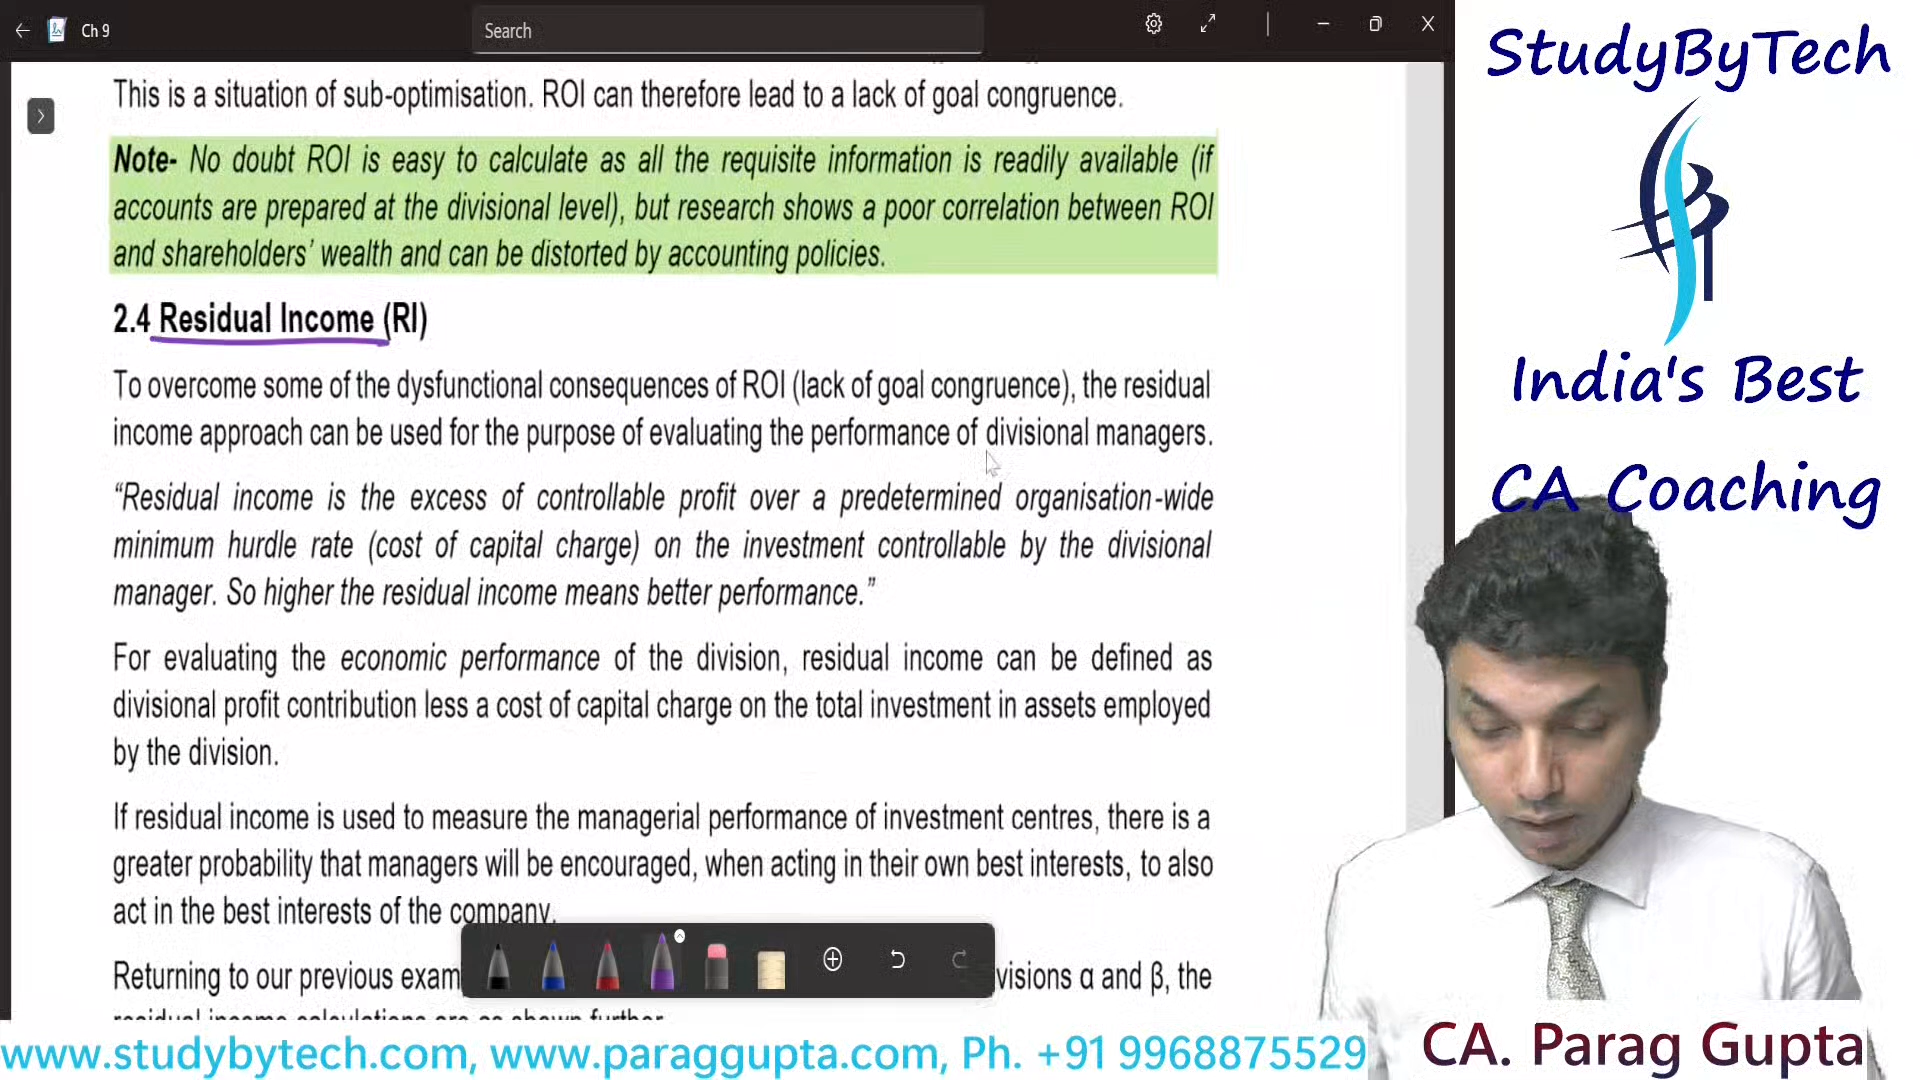 Ch 9
Search
This is a situation of sub-optimisation. ROI can therefore lead to a lack of goal congruence.
Note- No doubt ROI is easy to calculate as all the requisite information is readily available (if
accounts are prepared at the divisional level), but research shows a poor correlation between ROI
and shareholders’ wealth and can be distorted by accounting policies.
2.4 Residual Income (RI)
To overcome some of the dysfunctional consequences of ROI (lack of goal congruence), the residual
income approach can be used for the purpose of evaluating the performance of divisional managers.
“Residual income is the excess of controllable profit over a predetermined organisation-wide
minimum hurdle rate (cost of capital charge) on the investment controllable by the divisional
manager. So higher the residual income means better performance.”
For evaluating the economic performance of the division, residual income can be defined as
divisional profit contribution less a cost of capital charge on the total investment in assets employed
by the division.
If residual income is used to measure the managerial performance of investment centres, there is a
greater probability that managers will be encouraged, when acting in their own best interests, to also
act in the best interests of the company.
Returning to our previous exam visions α and β, the
residual income calculations are as shown further
StudyByTech
India's Best
CA Coaching
www.studybytech.com, www.paraggupta.com, Ph. +91 9968875529
CA. Parag Gupta